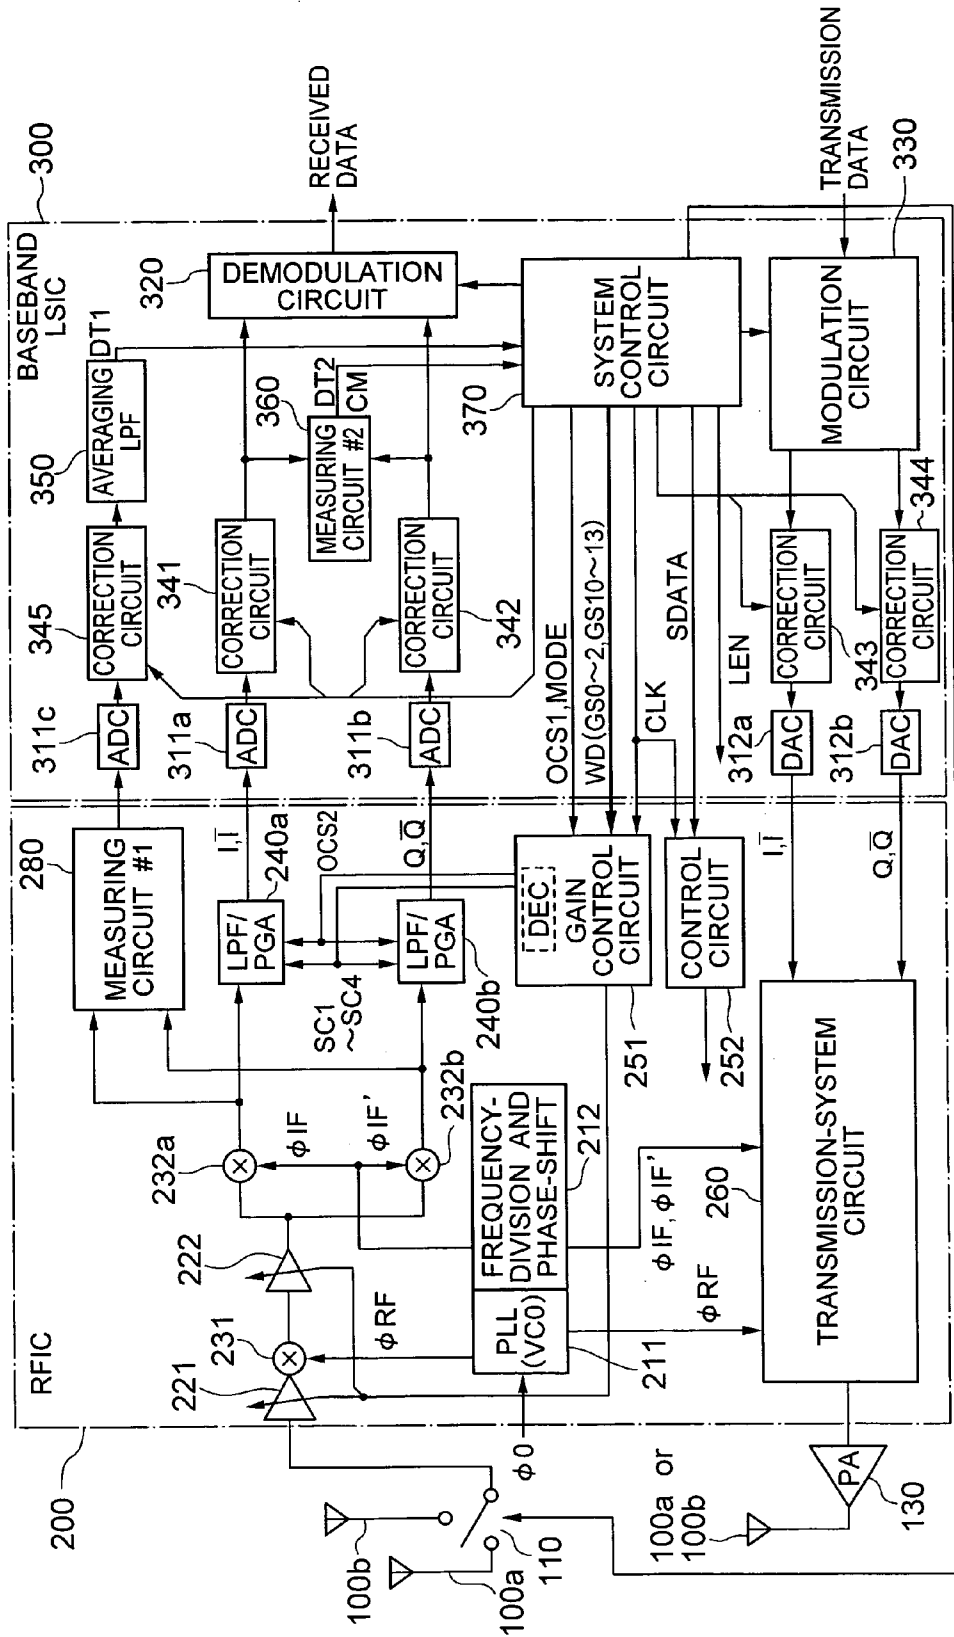 200
RFIC
BASEBAND
LSIC
300
100b
100a
110
221
231
222
φRF
232a
φIF
φIF'
232b
280
MEASURING
CIRCUIT #1
I, I̅
LPF/
PGA
240a
OCS2
SC1
～SC4
Q, Q̅
LPF/
PGA
240b
311c
ADC
345
CORRECTION
CIRCUIT
350
AVERAGING
LPF
DT1
311a
ADC
341
CORRECTION
CIRCUIT
360
MEASURING
CIRCUIT #2
DT2
CM
311b
ADC
342
CORRECTION
CIRCUIT
320
DEMODULATION
CIRCUIT
RECEIVED
DATA
φ0
PLL
(VC0)
211
FREQUENCY-
DIVISION AND
PHASE-SHIFT
212
φIF, φIF'
φRF
DEC
GAIN
CONTROL
CIRCUIT
251
CONTROL
CIRCUIT
252
OCS1,MODE
WD(GS0～2,GS10～13)
CLK
SDATA
LEN
370
SYSTEM
CONTROL
CIRCUIT
TRANSMISSION
DATA
330
MODULATION
CIRCUIT
343
CORRECTION
CIRCUIT
344
CORRECTION
CIRCUIT
312a
DAC
312b
DAC
I, I̅
Q, Q̅
260
TRANSMISSION-SYSTEM
CIRCUIT
PA
130
100a or
100b